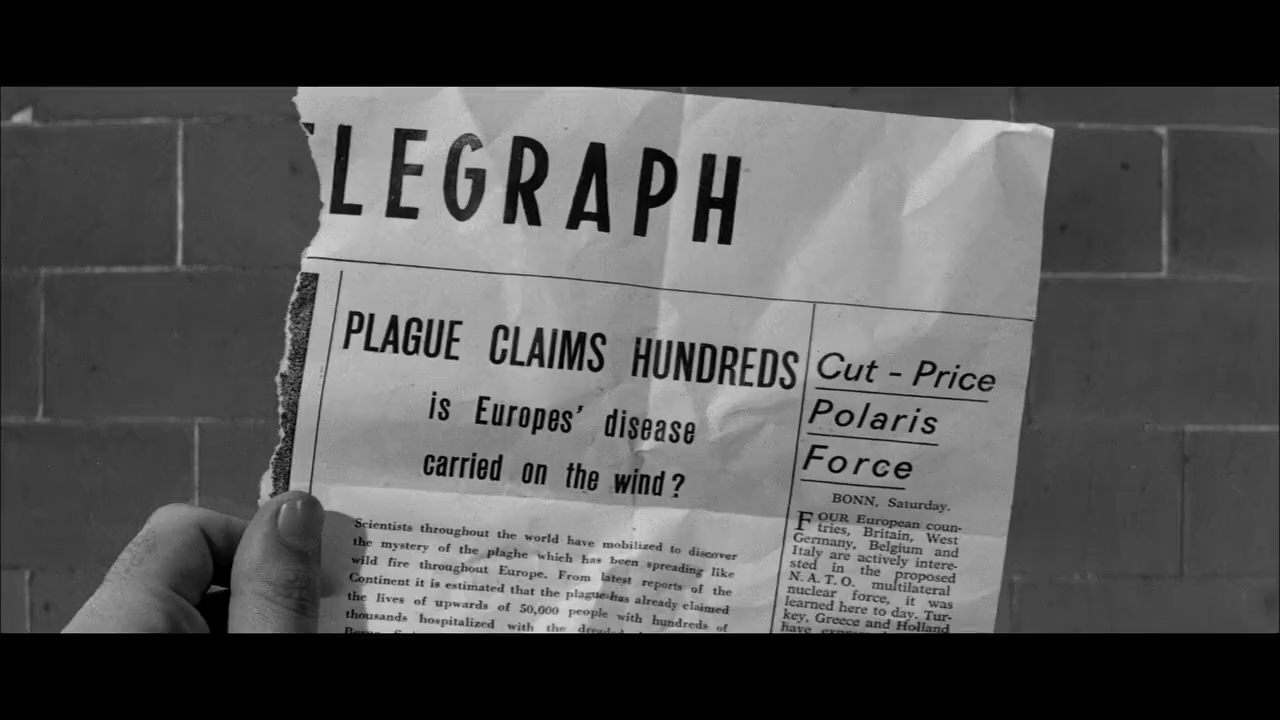 LEGRAPH
PLAGUE CLAIMS HUNDREDS
is Europes' disease
carried on the wind?
Scientists throughout the world have mobilized to discover
the mystery of the plaghe which has been spreading like
wild fire throughout Europe. From latest reports of the
Continent it is estimated that the plague has already claimed
the lives of upwards of 50,000 people with hundreds of
thousands hospitalized with the
Cut - Price
Polaris
Force
BONN, Saturday.
FOUR European coun-
tries, Britain, West
Germany, Belgium and
Italy are actively intere-
sted in the proposed
N.A.T.O. multilateral
nuclear force, it was
learned here to day. Tur-
key, Greece and Holland
have